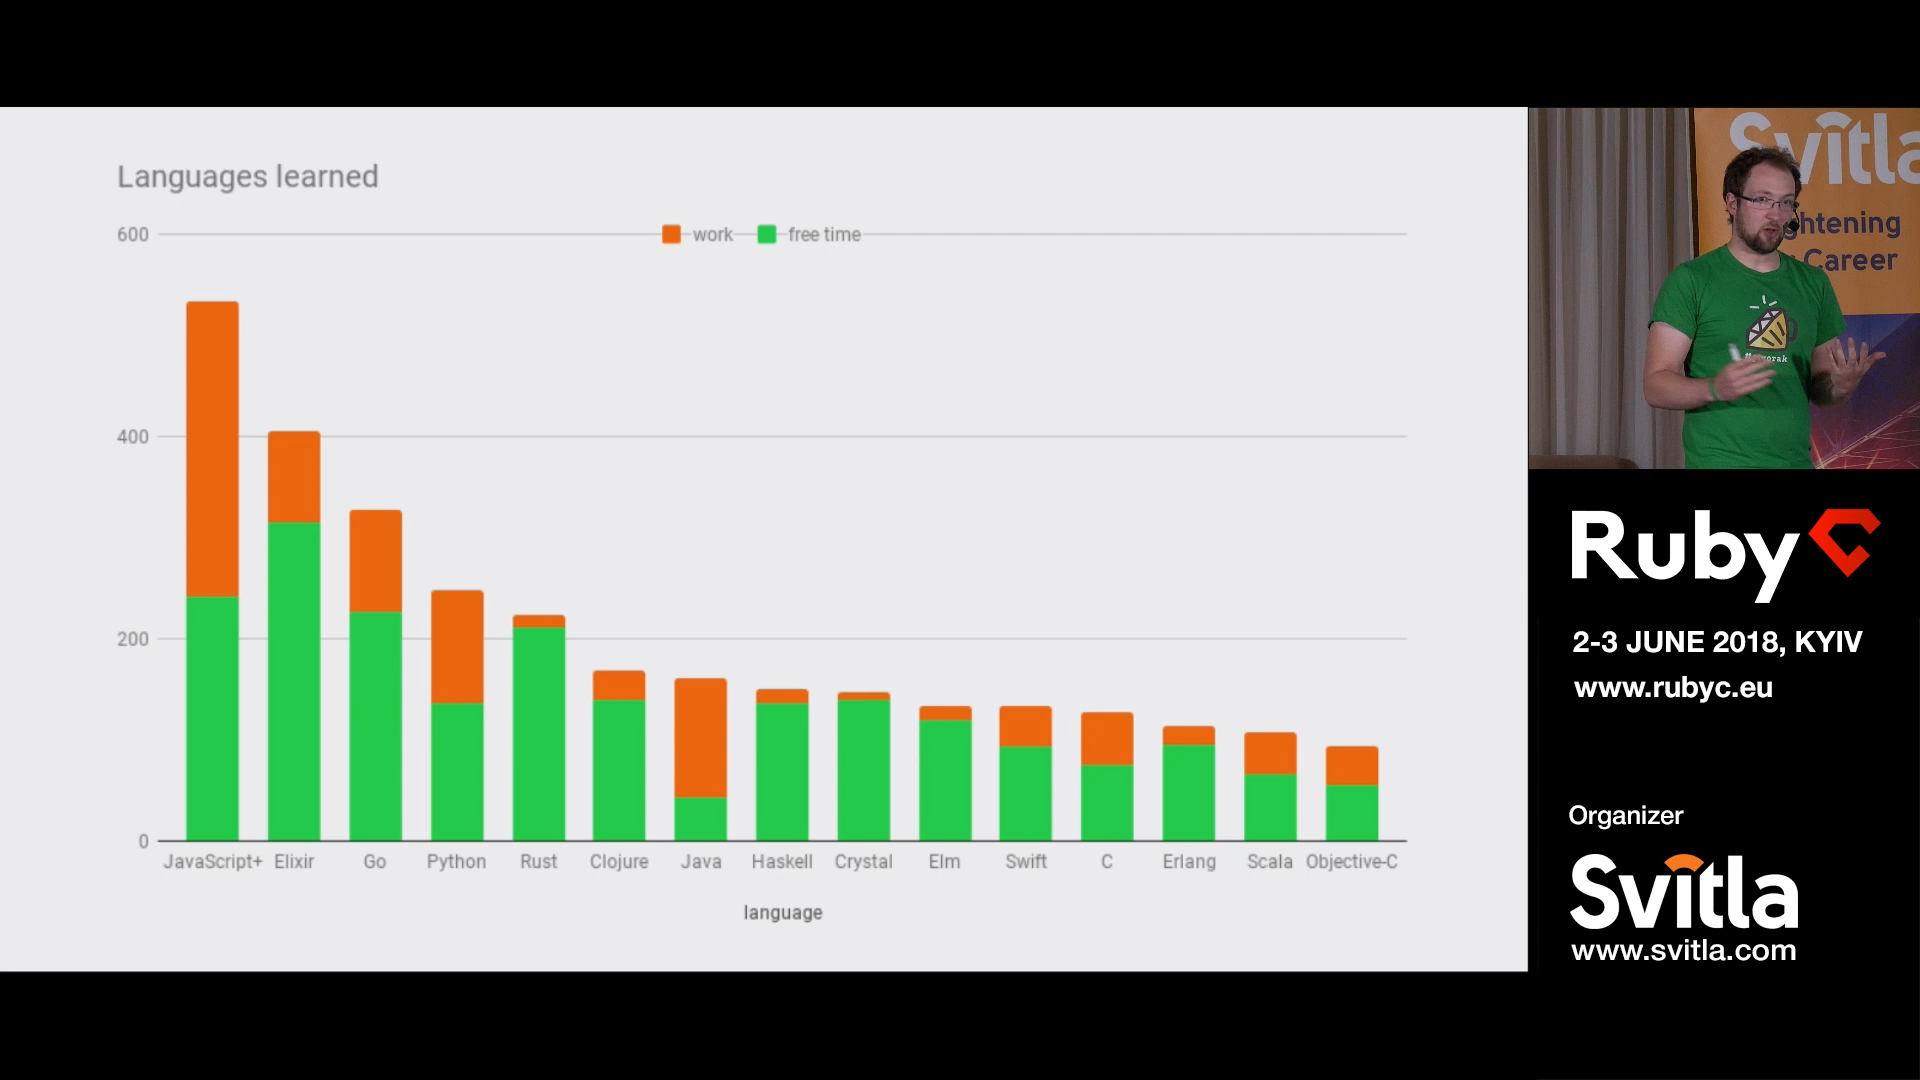 Languages learned
work
free time
600
400
200
0
JavaScript+ Elixir Go Python Rust Clojure Java Haskell Crystal Elm Swift C Erlang Scala Objective-C
language
Svitla
Career
Ruby
2-3 JUNE 2018, KYIV
www.rubyc.eu
Organizer
Svitla
www.svitla.com